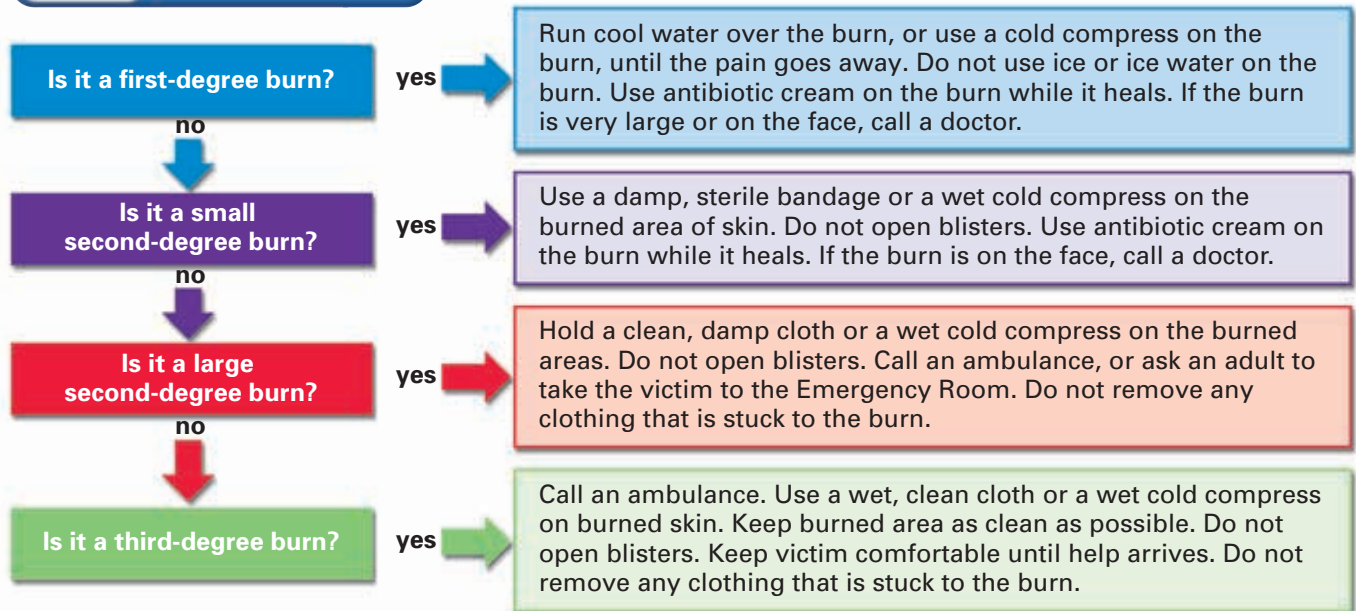 Is it a first-degree burn?
yes
Run cool water over the burn, or use a cold compress on the
burn, until the pain goes away. Do not use ice or ice water on the
burn. Use antibiotic cream on the burn while it heals. If the burn
is very large or on the face, call a doctor.
no
Is it a small
second-degree burn?
yes
Use a damp, sterile bandage or a wet cold compress on the
burned area of skin. Do not open blisters. Use antibiotic cream on
the burn while it heals. If the burn is on the face, call a doctor.
no
Is it a large
second-degree burn?
yes
Hold a clean, damp cloth or a wet cold compress on the burned
areas. Do not open blisters. Call an ambulance, or ask an adult to
take the victim to the Emergency Room. Do not remove any
clothing that is stuck to the burn.
no
Is it a third-degree burn?
yes
Call an ambulance. Use a wet, clean cloth or a wet cold compress
on burned skin. Keep burned area as clean as possible. Do not
open blisters. Keep victim comfortable until help arrives. Do not
remove any clothing that is stuck to the burn.